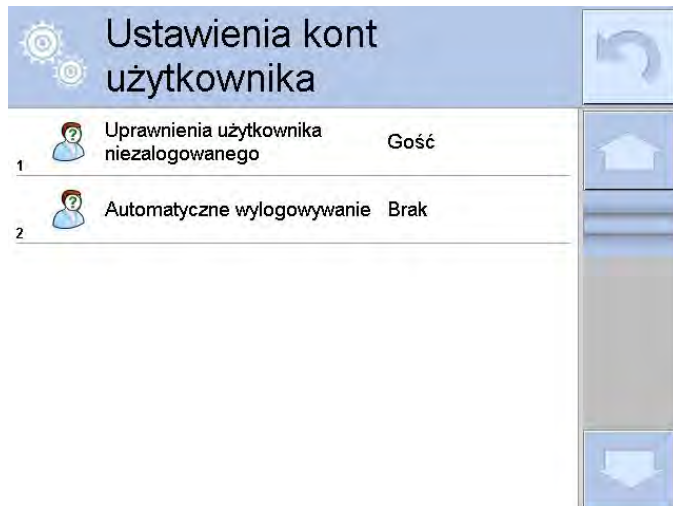 Ustawienia kont
użytkownika
Uprawnienia użytkownika
niezalogowanego
Gość
1
Automatyczne wylogowywanie Brak
2